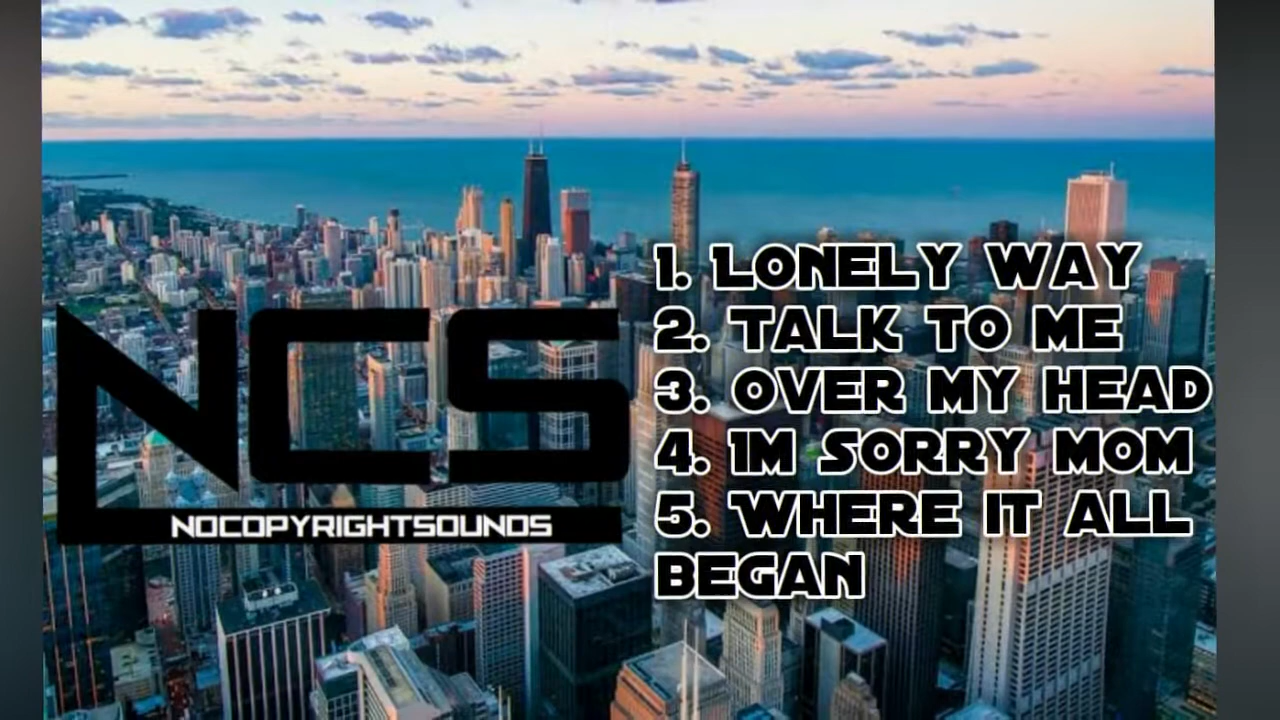 NCS
NOCOPYRIGHTSOUNDS
1. LONELY WAY
2. TALK TO ME
3. OVER MY HEAD
4. IM SORRY MOM
5. WHERE IT ALL
BEGAN